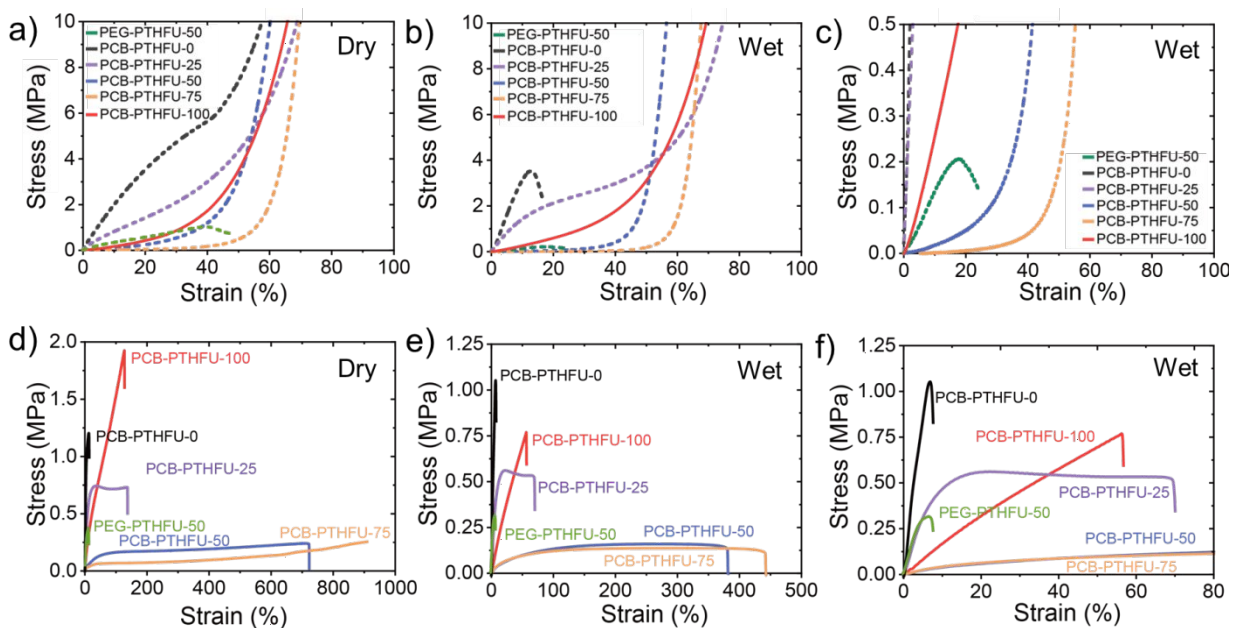 a)
Dry
PEG-PTHFU-50
PCB-PTHFU-0
PCB-PTHFU-25
PCB-PTHFU-50
PCB-PTHFU-75
PCB-PTHFU-100
Stress (MPa)
10
8
6
4
2
0
0 20 40 60 80 100
Strain (%)
b)
Wet
PEG-PTHFU-50
PCB-PTHFU-0
PCB-PTHFU-25
PCB-PTHFU-50
PCB-PTHFU-75
PCB-PTHFU-100
Stress (MPa)
10
8
6
4
2
0
0 20 40 60 80 100
Strain (%)
c)
Wet
Stress (MPa)
0.5
0.4
0.3
0.2
0.1
0.0
PEG-PTHFU-50
PCB-PTHFU-0
PCB-PTHFU-25
PCB-PTHFU-50
PCB-PTHFU-75
PCB-PTHFU-100
0 20 40 60 80 100
Strain (%)
d)
Dry
Stress (MPa)
2.0
1.5
1.0
0.5
0.0
PCB-PTHFU-100
PCB-PTHFU-0
PCB-PTHFU-25
PEG-PTHFU-50
PCB-PTHFU-50
PCB-PTHFU-75
0 200 400 600 800 1000
Strain (%)
e)
Wet
Stress (MPa)
1.25
1.00
0.75
0.50
0.25
0.00
PCB-PTHFU-0
PCB-PTHFU-100
PCB-PTHFU-25
PEG-PTHFU-50
PCB-PTHFU-50
PCB-PTHFU-75
0 100 200 300 400 500
Strain (%)
f)
Wet
Stress (MPa)
1.25
1.00
0.75
0.50
0.25
0.00
PCB-PTHFU-0
PCB-PTHFU-100
PCB-PTHFU-25
PEG-PTHFU-50
PCB-PTHFU-50
PCB-PTHFU-75
0 20 40 60 80
Strain (%)